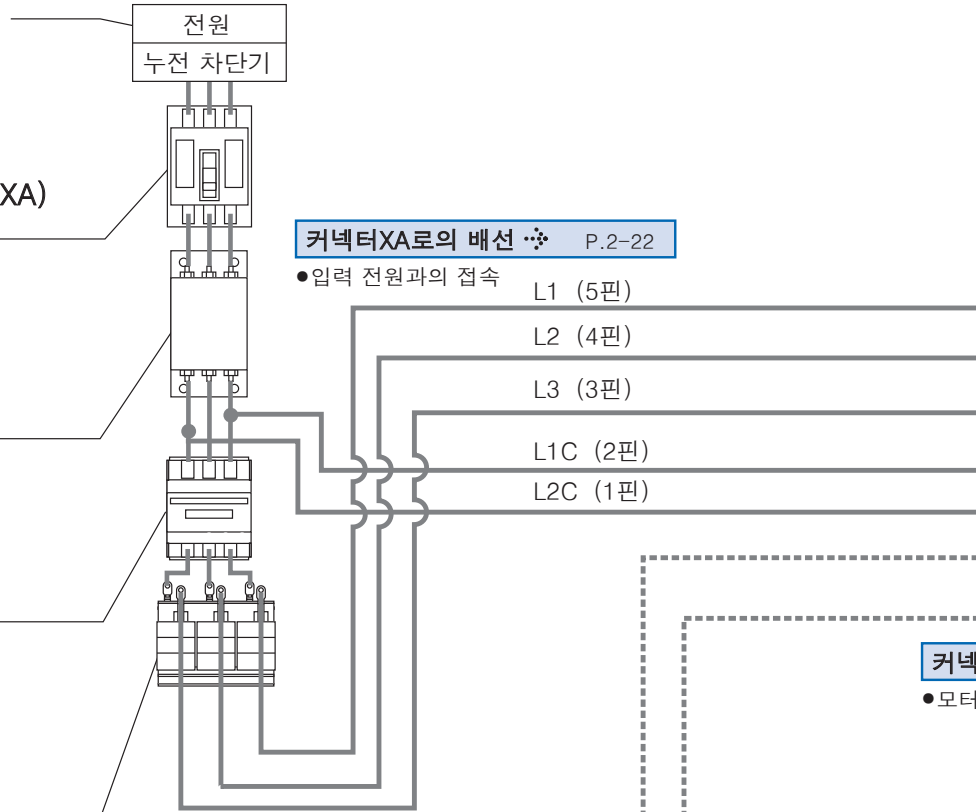 전원
누전 차단기
XA)
커넥터XA로의 배선 P.2-22
●입력 전원과의 접속
L1 (5핀)
L2 (4핀)
L3 (3핀)
L1C (2핀)
L2C (1핀)
커넥
●모터